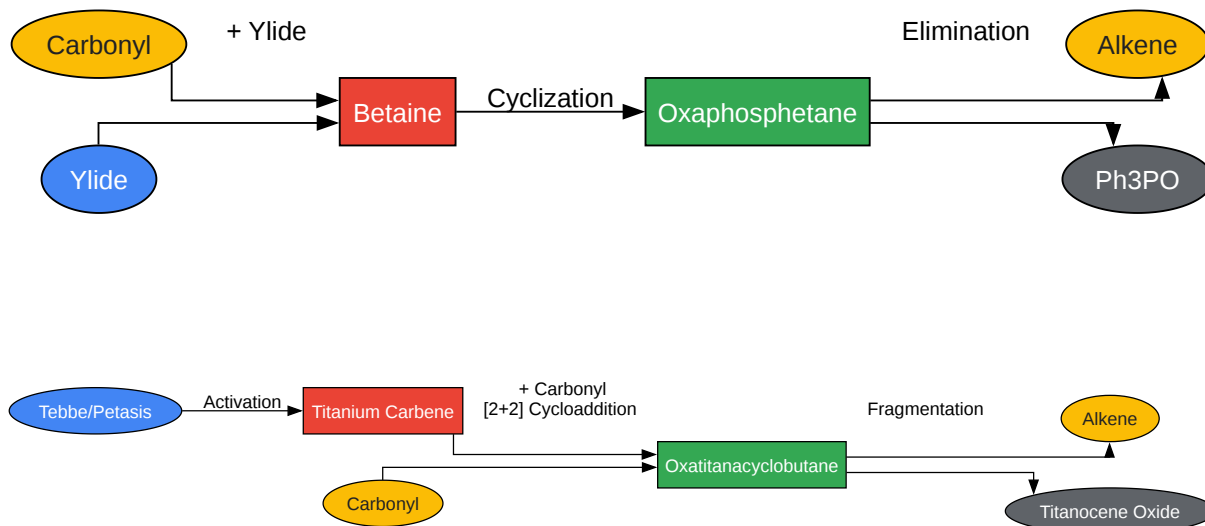 Carbonyl
+ Ylide
Elimination
Alkene
Betaine
Cyclization
Oxaphosphetane
Ylide
Ph3PO
Tebbe/Petasis
Activation
Titanium Carbene
+ Carbonyl
[2+2] Cycloaddition
Fragmentation
Alkene
Oxatitanacyclobutane
Carbonyl
Titanocene Oxide